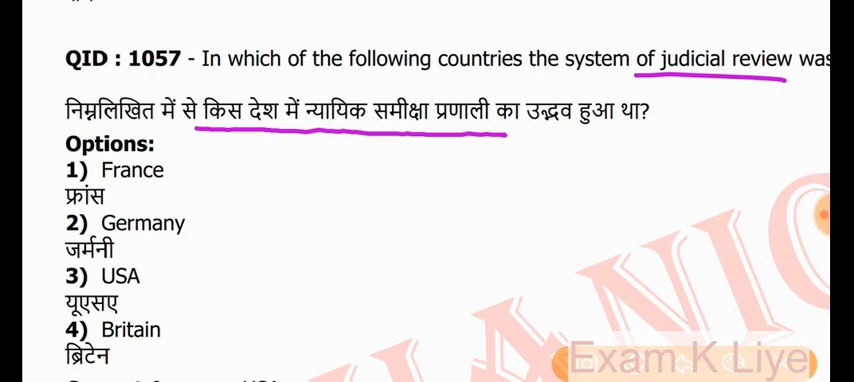 QID : 1057 - In which of the following countries the system of judicial review was
निम्नलिखित में से किस देश में न्यायिक समीक्षा प्रणाली का उद्भव हुआ था?
Options:
1) France
फ्रांस
2) Germany
जर्मनी
3) USA
यूएसए
4) Britain
ब्रिटेन
Exam K Liye